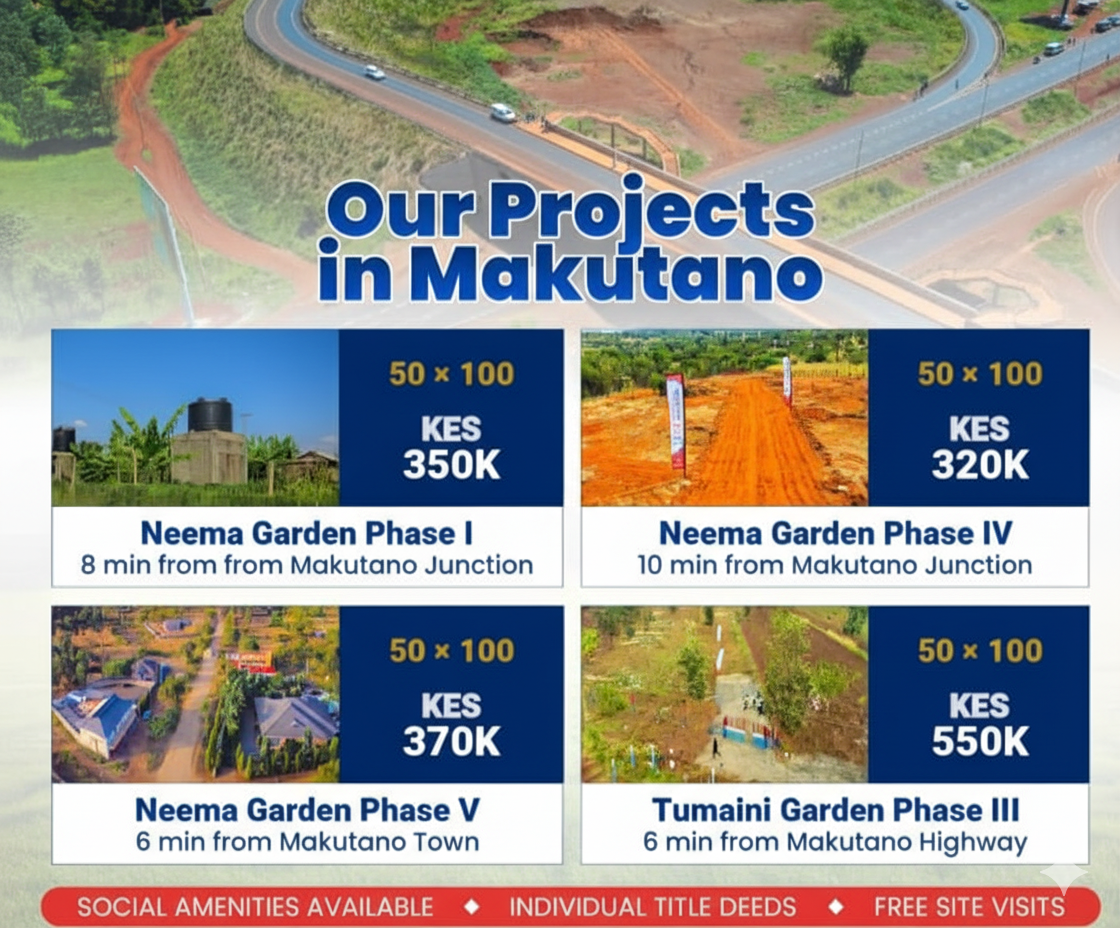 Our Projects
in Makutano
50 × 100
KES
350K
Neema Garden Phase I
8 min from from Makutano Junction
50 × 100
KES
320K
Neema Garden Phase IV
10 min from Makutano Junction
50 × 100
KES
370K
Neema Garden Phase V
6 min from Makutano Town
50 × 100
KES
550K
Tumaini Garden Phase III
6 min from Makutano Highway
SOCIAL AMENITIES AVAILABLE ◆ INDIVIDUAL TITLE DEEDS ◆ FREE SITE VISITS